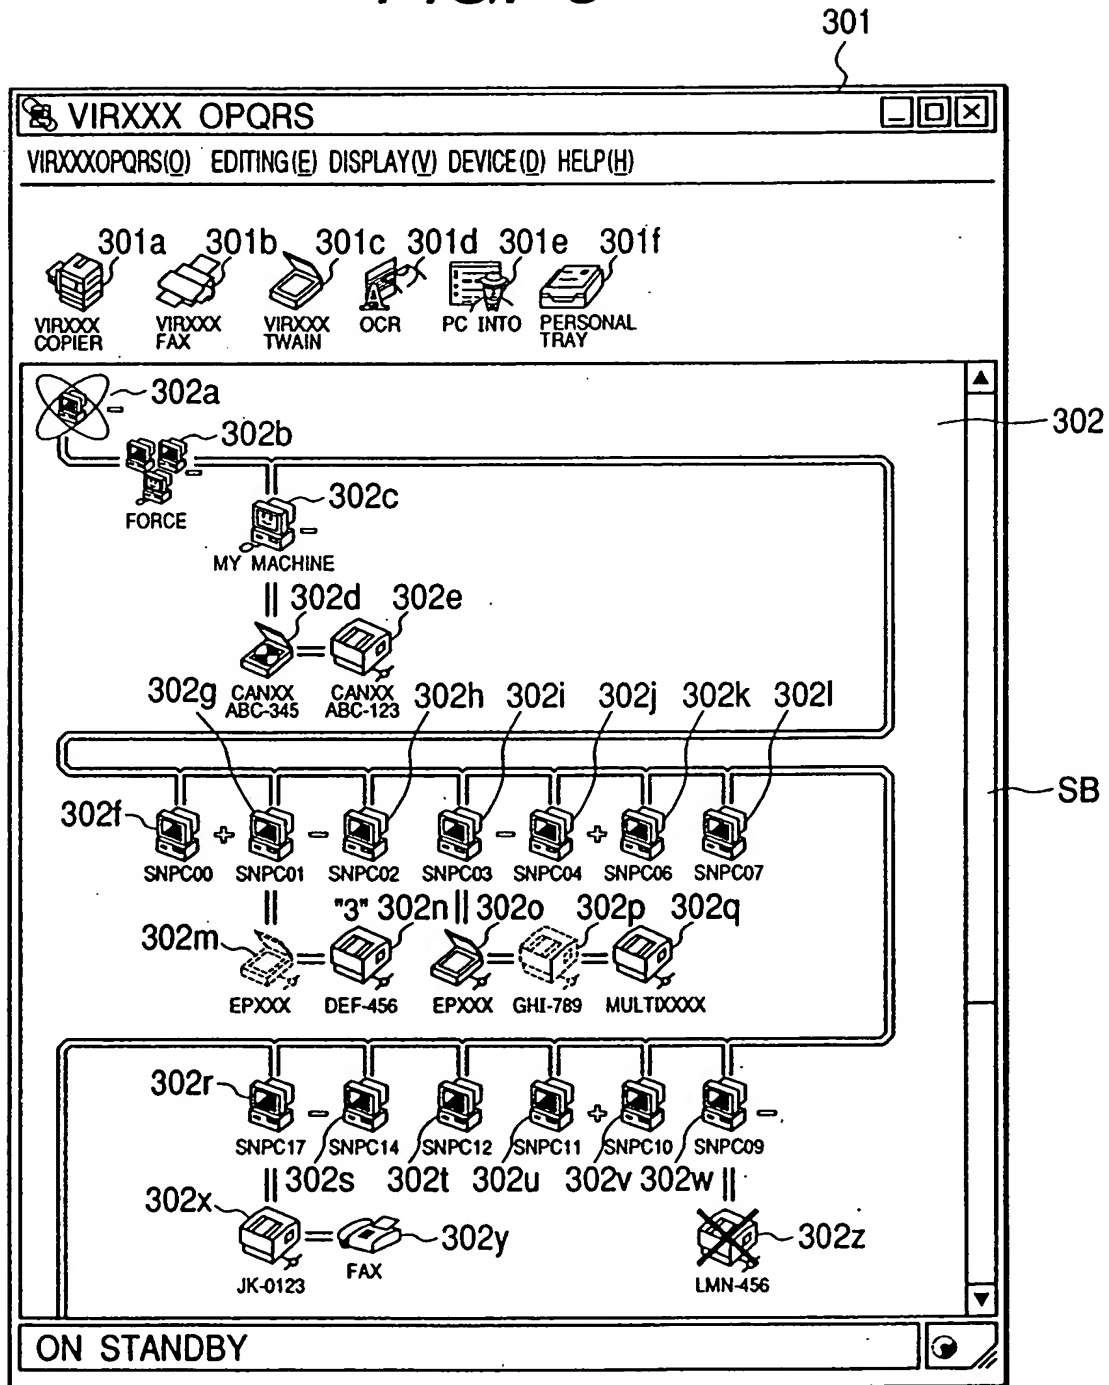 301
VIRXXX OPQRS
VIRXXXOPQRS(O) EDITING(E) DISPLAY(V) DEVICE(D) HELP(H)
301a 301b 301c 301d 301e 301f
VIRXXX COPIER
VIRXXX FAX
VIRXXX TWAIN
OCR
PC INTO
PERSONAL TRAY
302a
302
302b
FORCE
302c
MY MACHINE
302d 302e
CANXX ABC-345
CANXX ABC-123
302g 302h 302i 302j 302k 302l
SB
302f
+ - - +
SNPC00 SNPC01 SNPC02 SNPC03 SNPC04 SNPC06 SNPC07
"3" 302n 302o 302p 302q
302m
EPXXX DEF-456 EPXXX GHI-789 MULTIXXXX
302r
- + -
SNPC17 SNPC14 SNPC12 SNPC11 SNPC10 SNPC09
302s 302t 302u 302v 302w
302x 302y 302z
JK-0123 FAX LMN-456
ON STANDBY